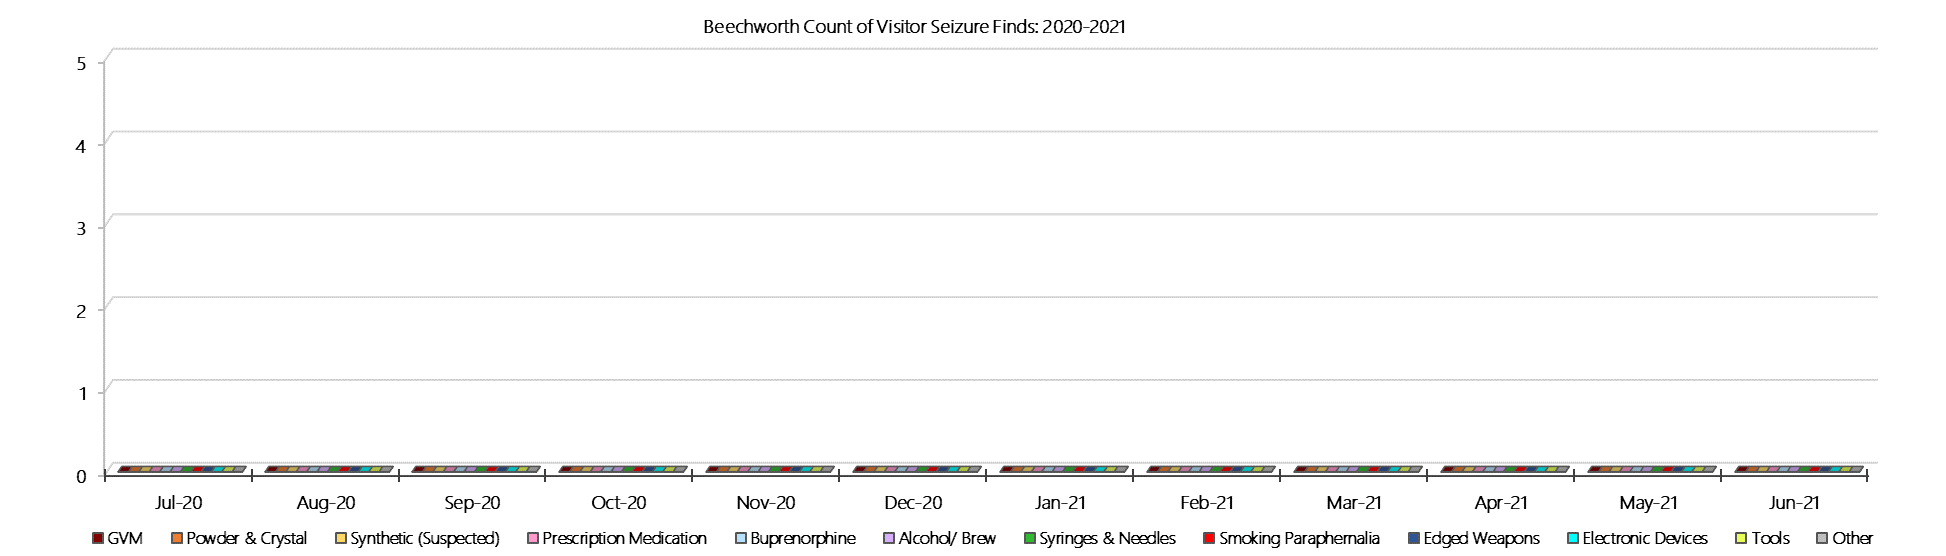 Beechworth Count of Visitor Seizure Finds: 2020-2021
5
4
3
2
1
0
Jul-20 Aug-20 Sep-20 Oct-20 Nov-20 Dec-20 Jan-21 Feb-21 Mar-21 Apr-21 May-21 Jun-21
GVM Powder & Crystal Synthetic (Suspected) Prescription Medication Buprenorphine Alcohol/ Brew Syringes & Needles Smoking Paraphernalia Edged Weapons Electronic Devices Tools Other